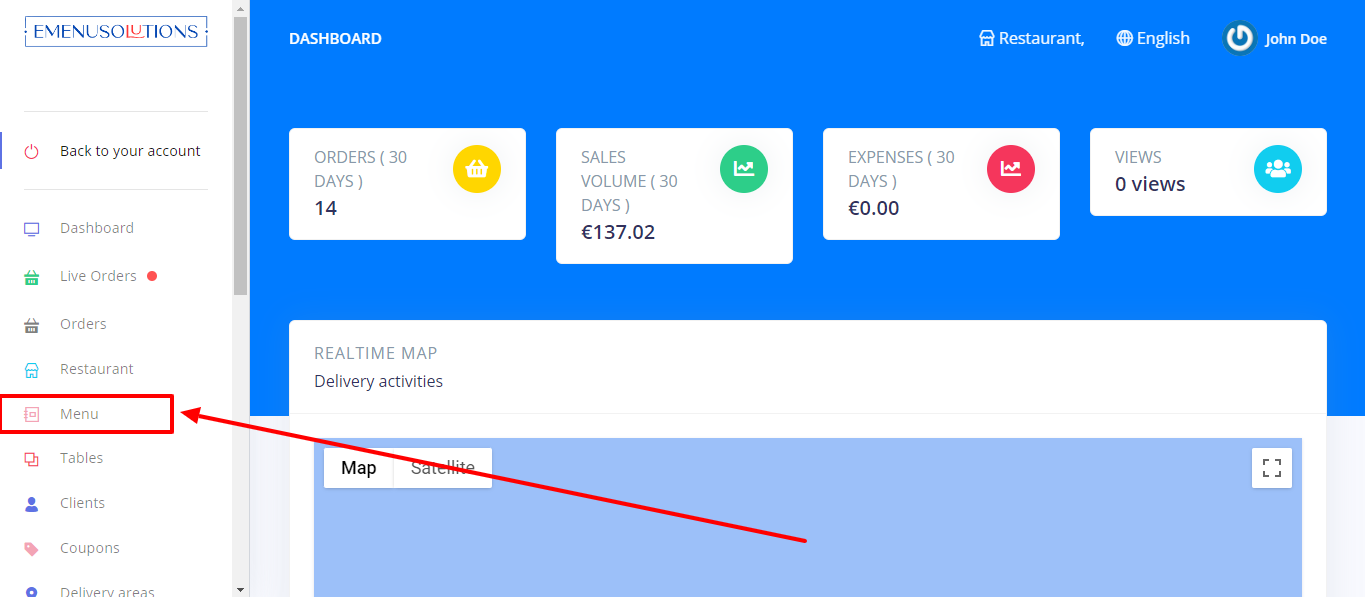 EMENUSOLUTIONS
Back to your account
Dashboard
Live Orders
Orders
Restaurant
Menu
Tables
Clients
Coupons
Delivery areas
DASHBOARD
Restaurant,
English
John Doe
ORDERS ( 30
DAYS )
14
SALES
VOLUME ( 30
DAYS )
€137.02
EXPENSES ( 30
DAYS )
€0.00
VIEWS
0 views
REALTIME MAP
Delivery activities
Map
Satellite